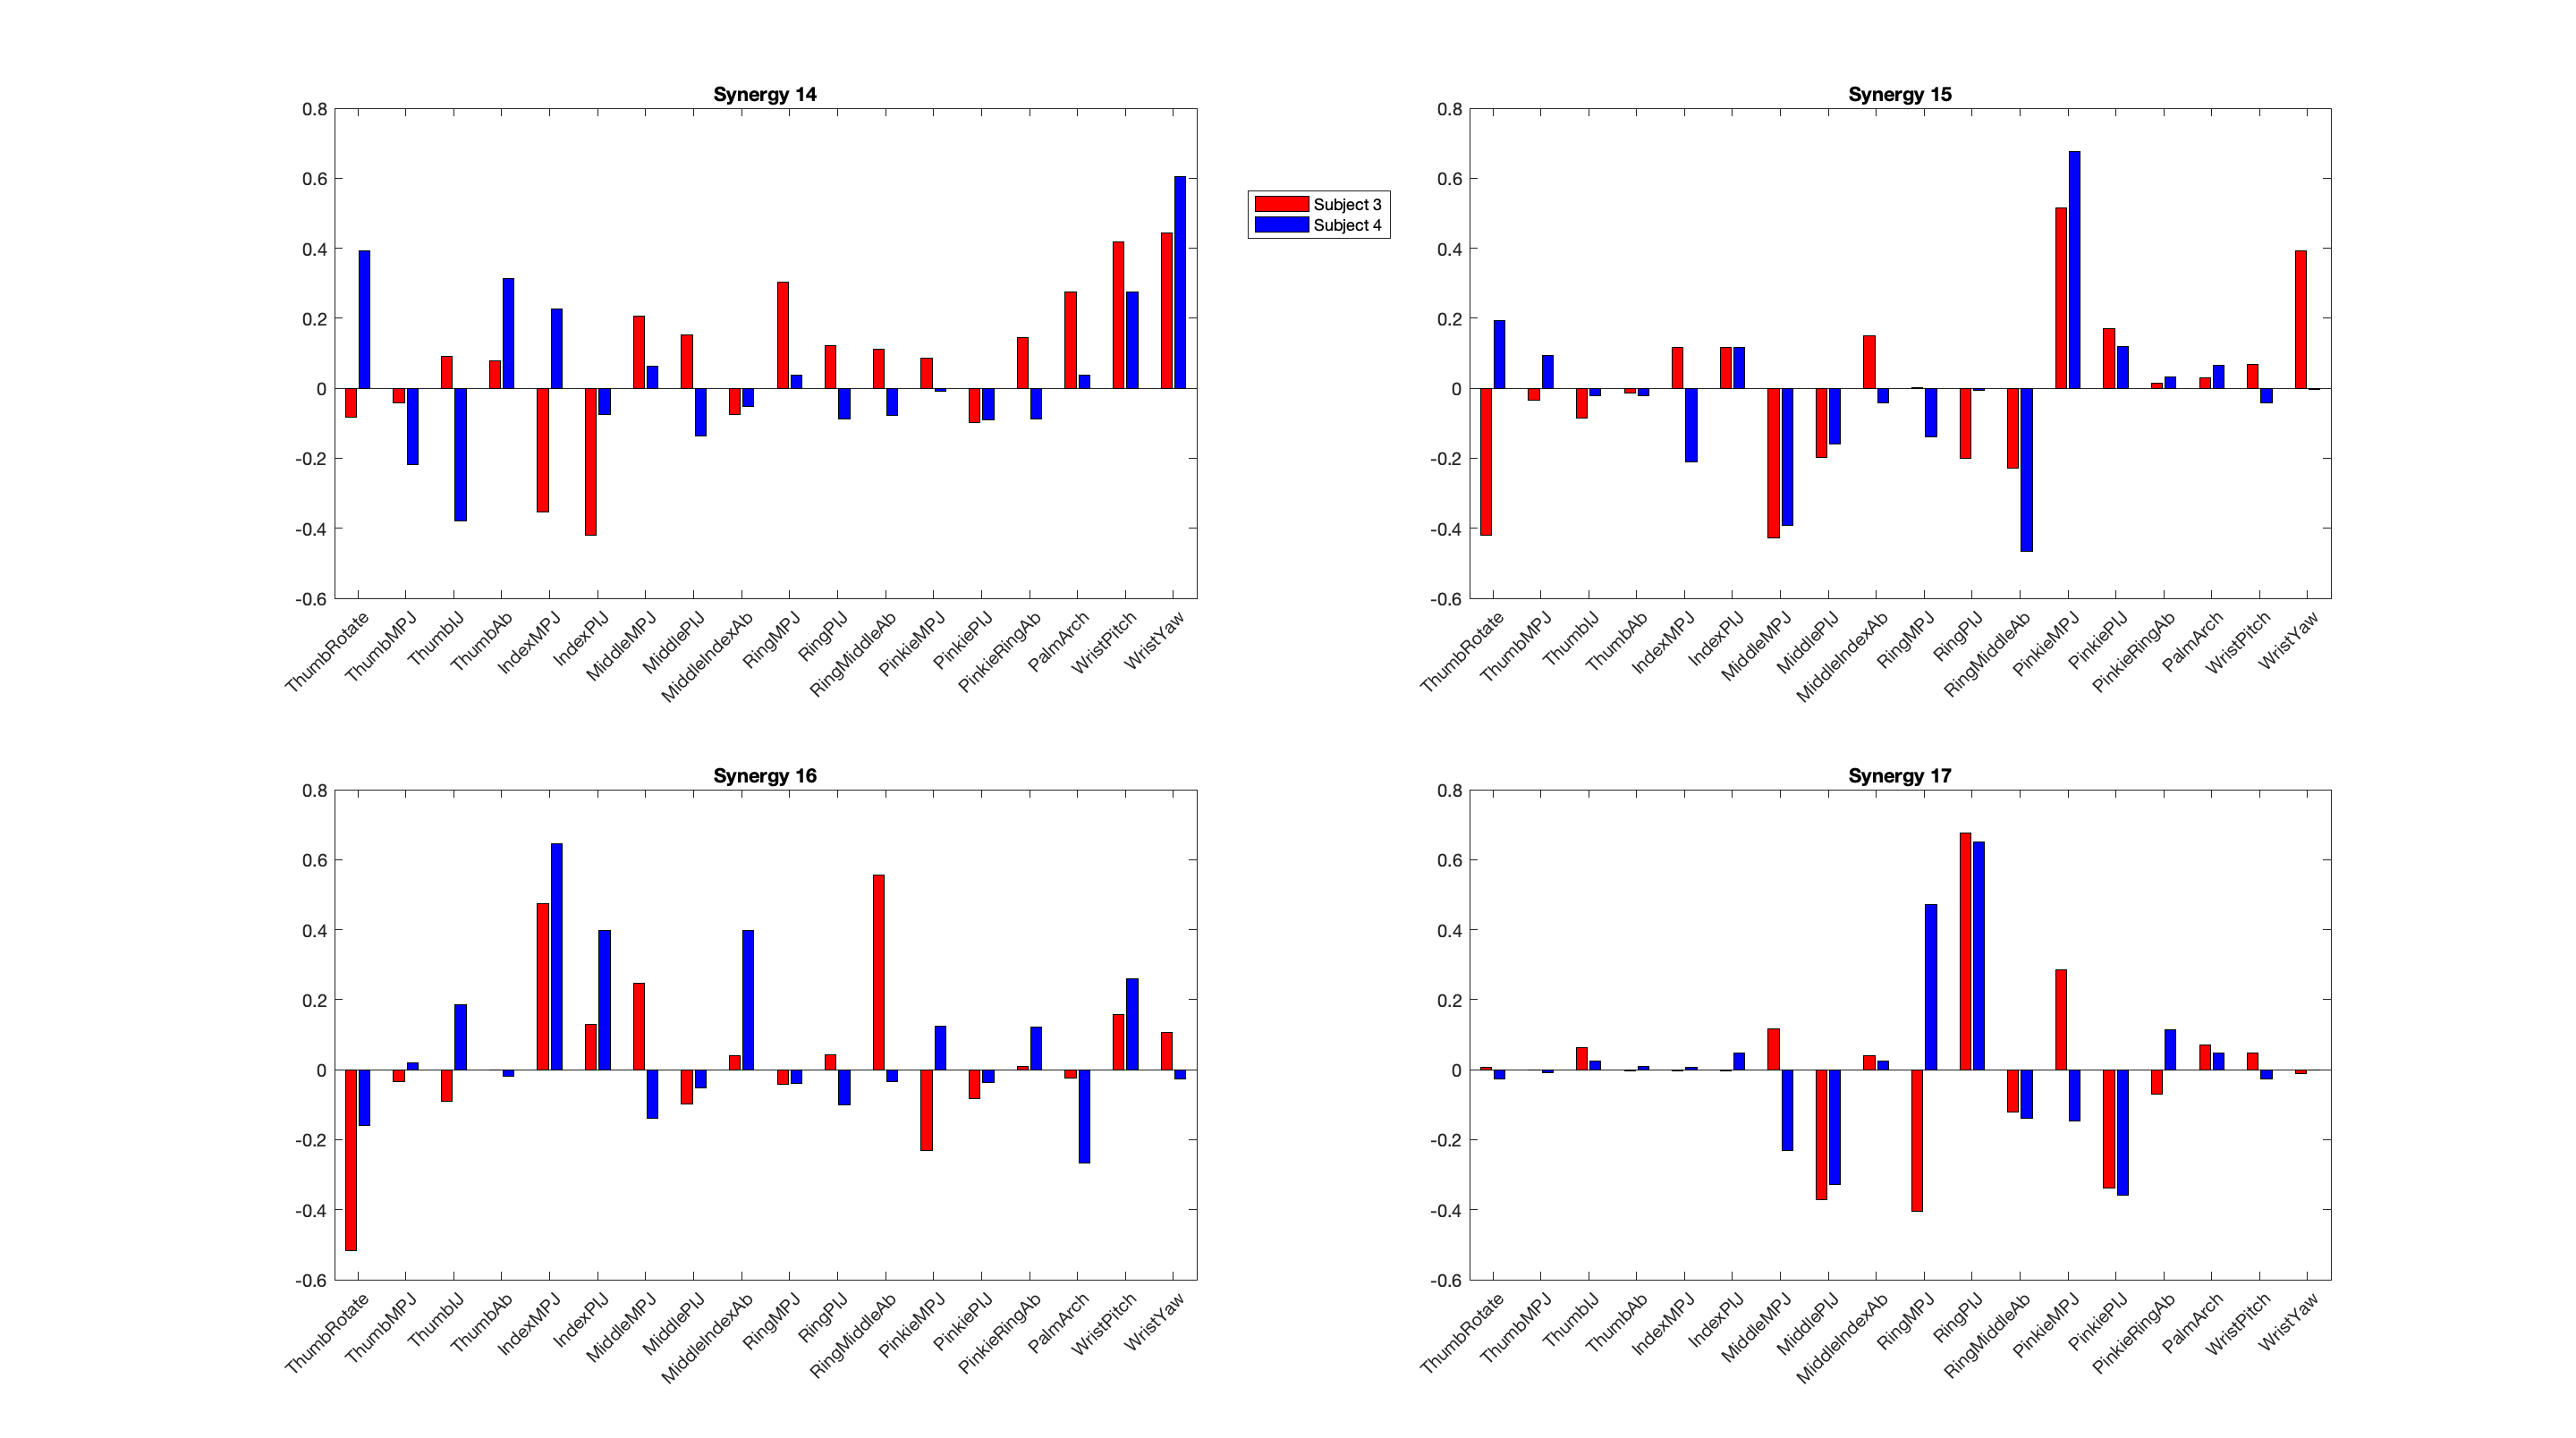 Synergy 14
0.8
0.6
0.4
0.2
0
-0.2
-0.4
-0.6
ThumbRotate
ThumbMPJ
ThumbIJ
ThumbAb
IndexMPJ
IndexPIJ
MiddleMPJ
MiddlePIJ
MiddleIndexAb
RingMPJ
RingPIJ
RingMiddleAb
PinkieMPJ
PinkiePIJ
PinkieRingAb
PalmArch
WristPitch
WristYaw
Subject 3
Subject 4
Synergy 15
0.8
0.6
0.4
0.2
0
-0.2
-0.4
-0.6
ThumbRotate
ThumbMPJ
ThumbIJ
ThumbAb
IndexMPJ
IndexPIJ
MiddleMPJ
MiddlePIJ
MiddleIndexAb
RingMPJ
RingPIJ
RingMiddleAb
PinkieMPJ
PinkiePIJ
PinkieRingAb
PalmArch
WristPitch
WristYaw
Synergy 16
0.8
0.6
0.4
0.2
0
-0.2
-0.4
-0.6
ThumbRotate
ThumbMPJ
ThumbIJ
ThumbAb
IndexMPJ
IndexPIJ
MiddleMPJ
MiddlePIJ
MiddleIndexAb
RingMPJ
RingPIJ
RingMiddleAb
PinkieMPJ
PinkiePIJ
PinkieRingAb
PalmArch
WristPitch
WristYaw
Synergy 17
0.8
0.6
0.4
0.2
0
-0.2
-0.4
-0.6
ThumbRotate
ThumbMPJ
ThumbIJ
ThumbAb
IndexMPJ
IndexPIJ
MiddleMPJ
MiddlePIJ
MiddleIndexAb
RingMPJ
RingPIJ
RingMiddleAb
PinkieMPJ
PinkiePIJ
PinkieRingAb
PalmArch
WristPitch
WristYaw